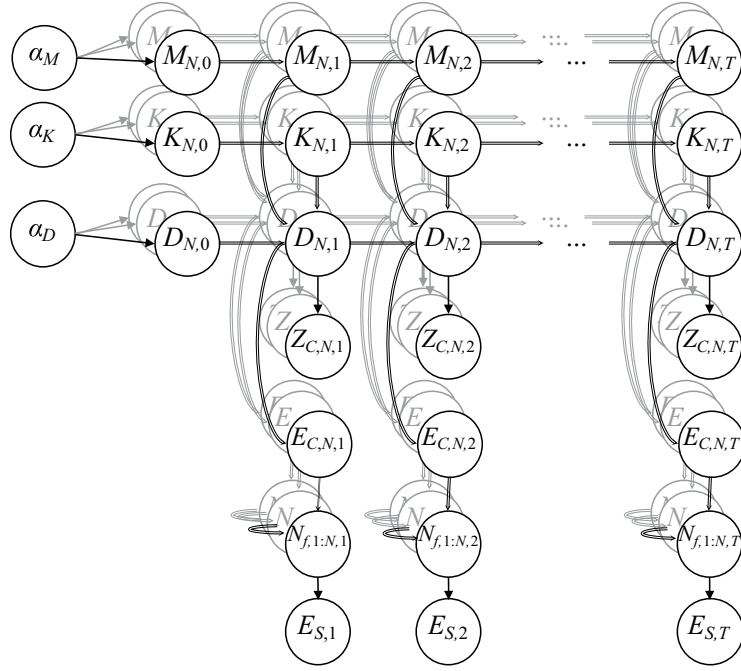 M M M M
α_M M_{N,0} M_{N,1} M_{N,2} ... M_{N,T}
K K K K
α_K K_{N,0} K_{N,1} K_{N,2} ... K_{N,T}
D D D D
α_D D_{N,0} D_{N,1} D_{N,2} ... D_{N,T}
Z Z Z
Z_{C,N,1} Z_{C,N,2} Z_{C,N,T}
E E E
E_{C,N,1} E_{C,N,2} E_{C,N,T}
N N N
N_{f,1:N,1} N_{f,1:N,2} N_{f,1:N,T}
E_{S,1} E_{S,2} E_{S,T}